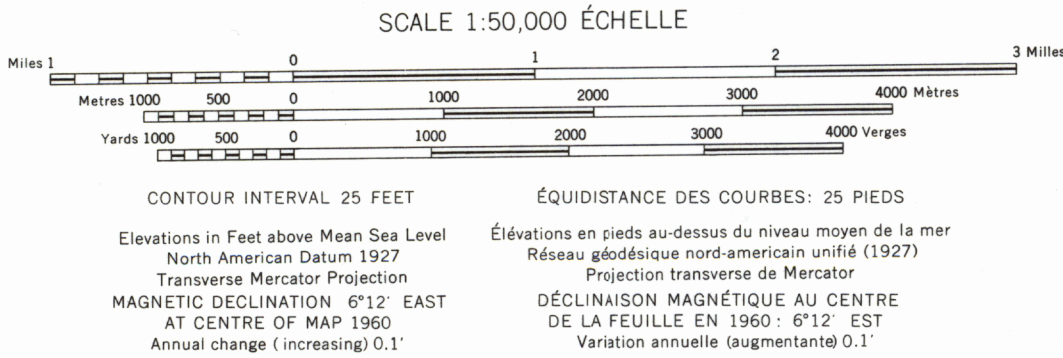 SCALE 1:50,000 ÉCHELLE
Miles 1 0 1 2 3 Milles
Metres 1000 500 0 1000 2000 3000 4000 Mètres
Yards 1000 500 0 1000 2000 3000 4000 Verges
CONTOUR INTERVAL 25 FEET
Elevations in Feet above Mean Sea Level
North American Datum 1927
Transverse Mercator Projection
MAGNETIC DECLINATION 6°12' EAST
AT CENTRE OF MAP 1960
Annual change (increasing) 0.1'
ÉQUIDISTANCE DES COURBES: 25 PIEDS
Élévations en pieds au-dessus du niveau moyen de la mer
Réseau géodésique nord-americain unifié (1927)
Projection transverse de Mercator
DÉCLINAISON MAGNÉTIQUE AU CENTRE
DE LA FEUILLE EN 1960 : 6°12' EST
Variation annuelle (augmentante) 0.1'